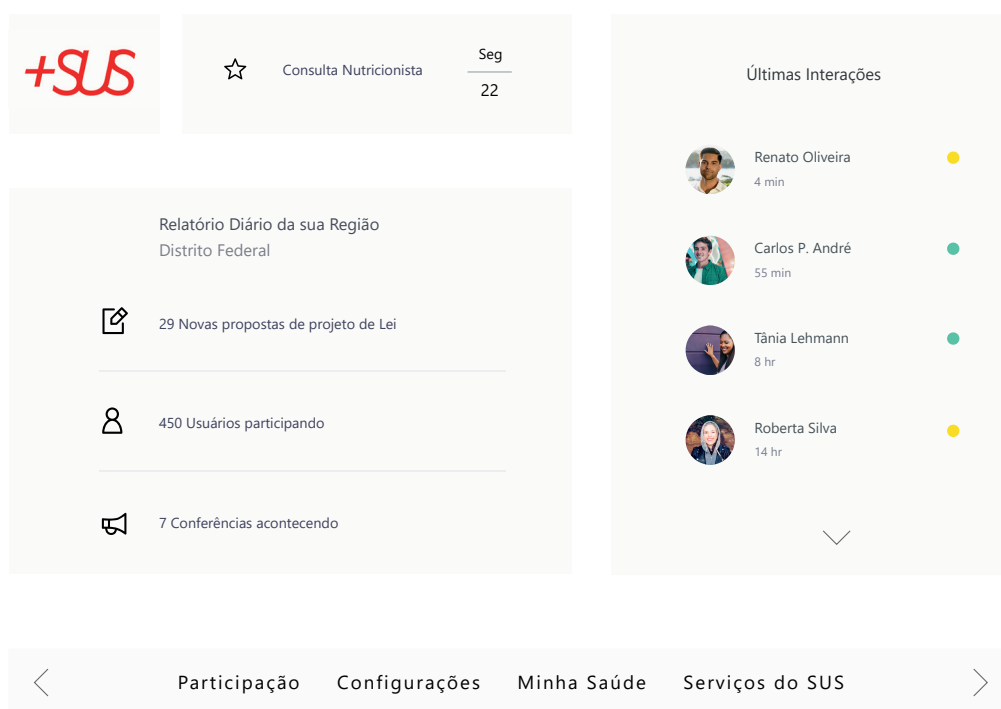 +SUS
Consulta Nutricionista
Seg
22
Relatório Diário da sua Região
Distrito Federal
29 Novas propostas de projeto de Lei
450 Usuários participando
7 Conferências acontecendo
Últimas Interações
Renato Oliveira
4 min
Carlos P. André
55 min
Tânia Lehmann
8 hr
Roberta Silva
14 hr
Participação Configurações Minha Saúde Serviços do SUS